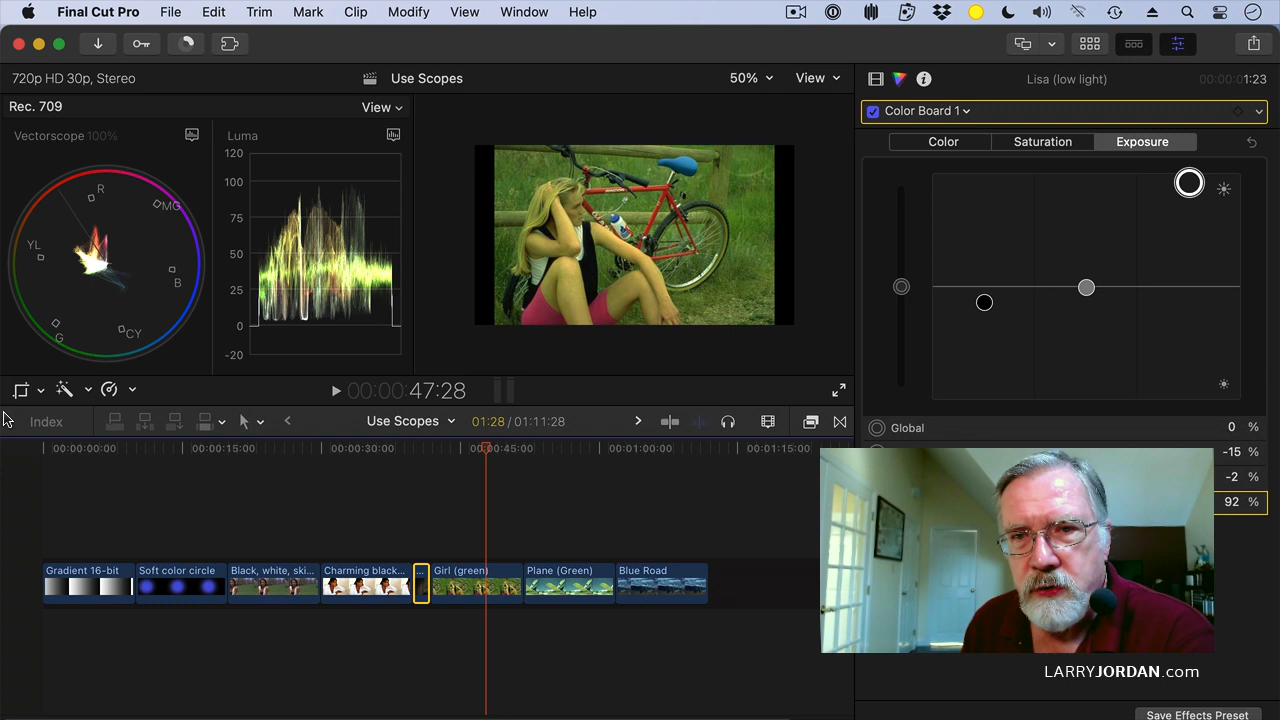 Final Cut Pro File Edit Trim Mark Clip Modify View Window Help
720p HD 30p, Stereo Use Scopes 50% View
Lisa (low light) 00:00:01:23
Rec. 709 View
Color Board 1
Vectorscope 100% Luma
Color Saturation Exposure
120
100
75
50
25
0
-20
R
MG
YL
B
G
CY
00:00:47:28
Index Use Scopes 01:28 / 01:11:28
Global 0 %
-15 %
-2 %
92 %
00:00:00:00 00:00:15:00 00:00:30:00 00:00:45:00 00:01:00:00 00:01:15:00
Gradient 16-bit Soft color circle Black, white, ski... Charming black... Girl (green) Plane (Green) Blue Road
LARRYJORDAN.com
Save Effects Preset